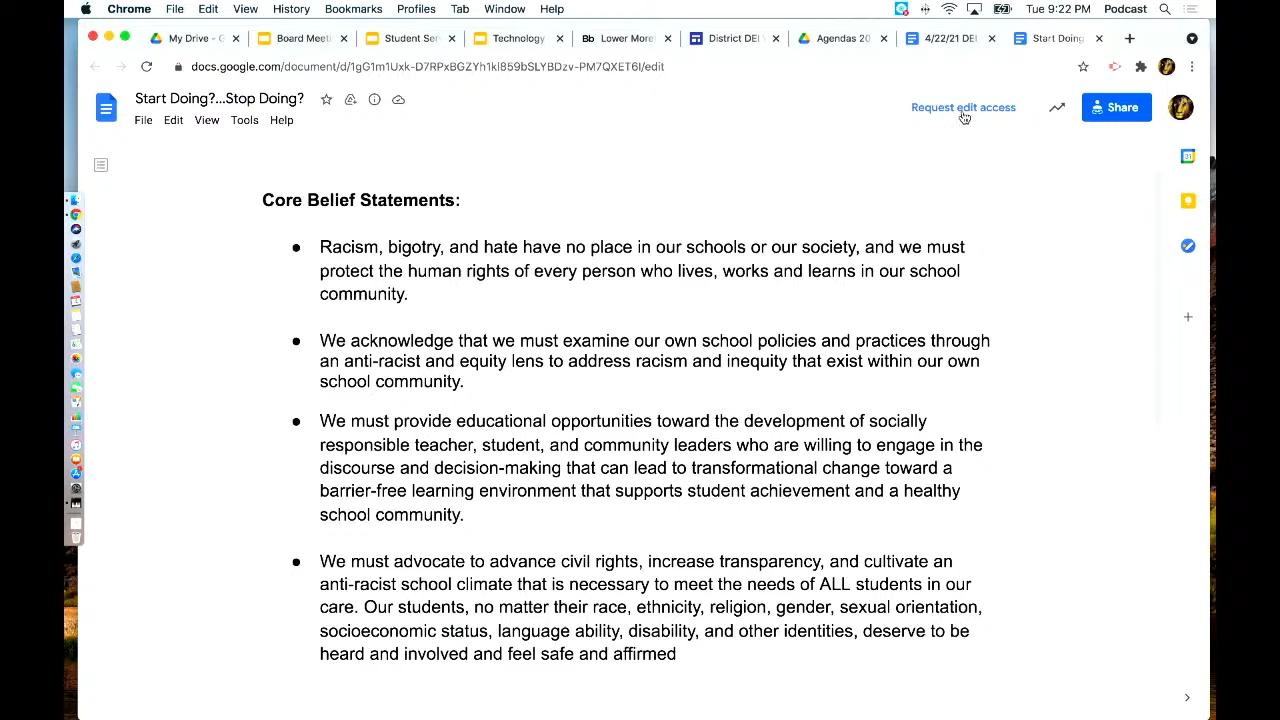 Chrome File Edit View History Bookmarks Profiles Tab Window Help Tue 9:22 PM Podcast
My Drive - G Board Meeti Student Ser Technology Bb Lower More District DEI Agendas 20 4/22/21 DEI Start Doing
docs.google.com/document/d/1gG1m1Uxk-D7RPxBGZYh1kl859bSLYBDzv-PM7QXET6I/edit
Start Doing?...Stop Doing?
Request edit access Share
File Edit View Tools Help
Core Belief Statements:
● Racism, bigotry, and hate have no place in our schools or our society, and we must
protect the human rights of every person who lives, works and learns in our school
community.
● We acknowledge that we must examine our own school policies and practices through
an anti-racist and equity lens to address racism and inequity that exist within our own
school community.
● We must provide educational opportunities toward the development of socially
responsible teacher, student, and community leaders who are willing to engage in the
discourse and decision-making that can lead to transformational change toward a
barrier-free learning environment that supports student achievement and a healthy
school community.
● We must advocate to advance civil rights, increase transparency, and cultivate an
anti-racist school climate that is necessary to meet the needs of ALL students in our
care. Our students, no matter their race, ethnicity, religion, gender, sexual orientation,
socioeconomic status, language ability, disability, and other identities, deserve to be
heard and involved and feel safe and affirmed